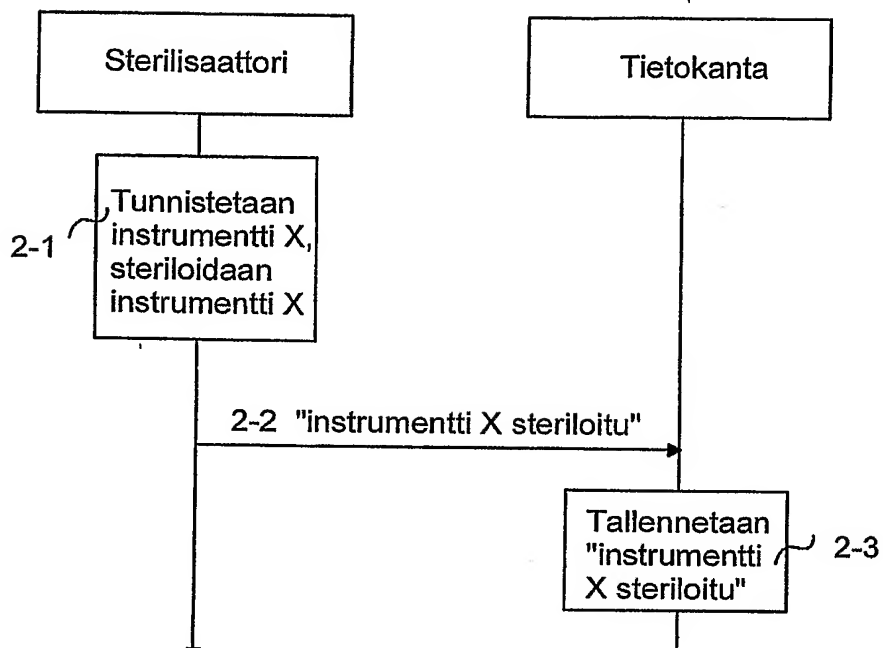 Sterilisaattori
Tietokanta
2-1
Tunnistetaan
instrumentti X,
steriloidaan
instrumentti X
2-2 "instrumentti X steriloitu"
Tallennetaan
"instrumentti
X steriloitu"
2-3